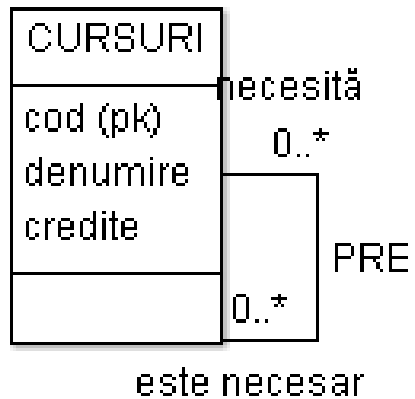 CURSURI
necesită
cod (pk)
0..*
denumire
credite
PRE
0..*
este necesar